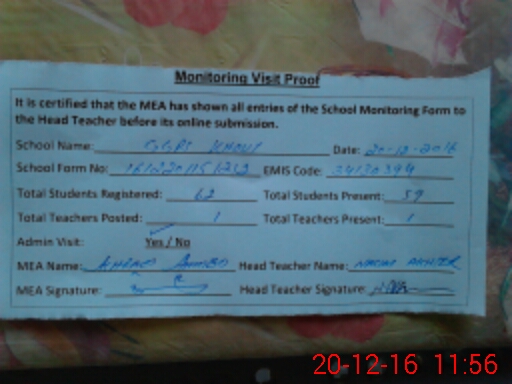 Monitoring Visit Proof
It is certified that the MEA has shown all entries of the School Monitoring Form to
the Head Teacher before its online submission.
School Name: Date: 20-12-2016
School Form No: EMIS Code:
Total Students Registered: 62 Total Students Present: 59
Total Teachers Posted: 1 Total Teachers Present: 1
Admin Visit: Yes / No
MEA Name: AHMAD AHMED Head Teacher Name: AKHTER
MEA Signature: Head Teacher Signature:
20-12-16 11:56